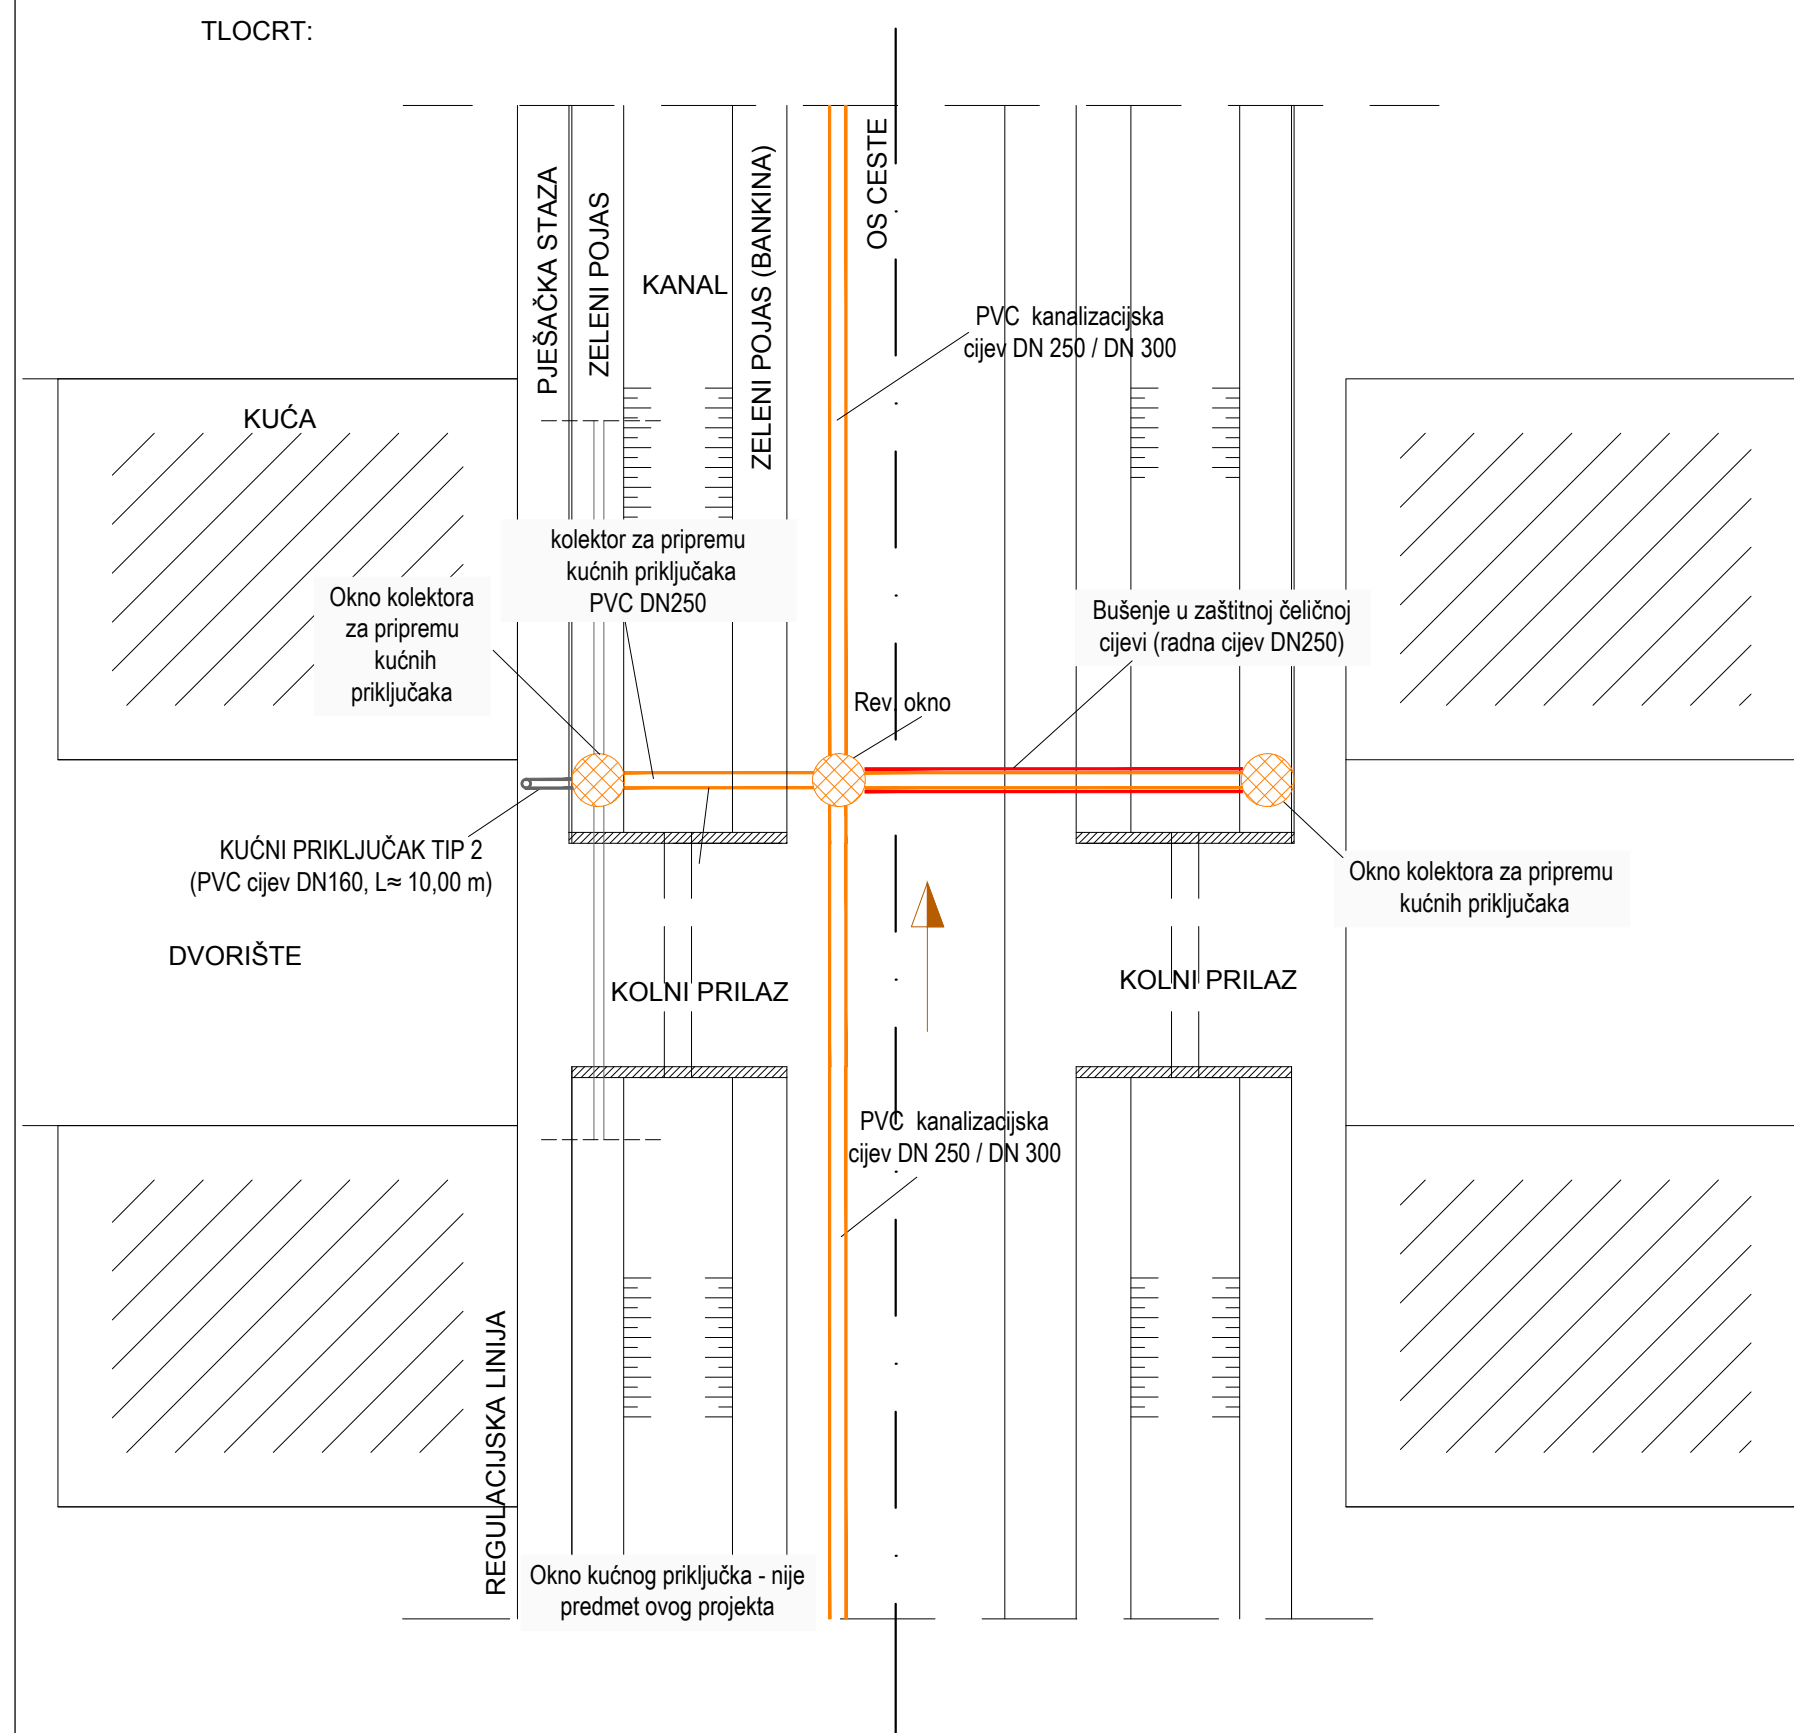 TLOCRT:
PJEŠAČKA STAZA
ZELENI POJAS
KANAL
ZELENI POJAS (BANKINA)
OS CESTE
PVC kanalizacijska
cijev DN 250 / DN 300
KUĆA
kolektor za pripremu
kućnih priključaka
PVC DN250
Okno kolektora
za pripremu
kućnih
priključaka
Bušenje u zaštitnoj čeličnoj
cijevi (radna cijev DN250)
Rev. okno
KUĆNI PRIKLJUČAK TIP 2
(PVC cijev DN160, L≈ 10,00 m)
Okno kolektora za pripremu
kućnih priključaka
DVORIŠTE
KOLNI PRILAZ
KOLNI PRILAZ
PVC kanalizacijska
cijev DN 250 / DN 300
REGULACIJSKA LINIJA
Okno kućnog priključka - nije
predmet ovog projekta